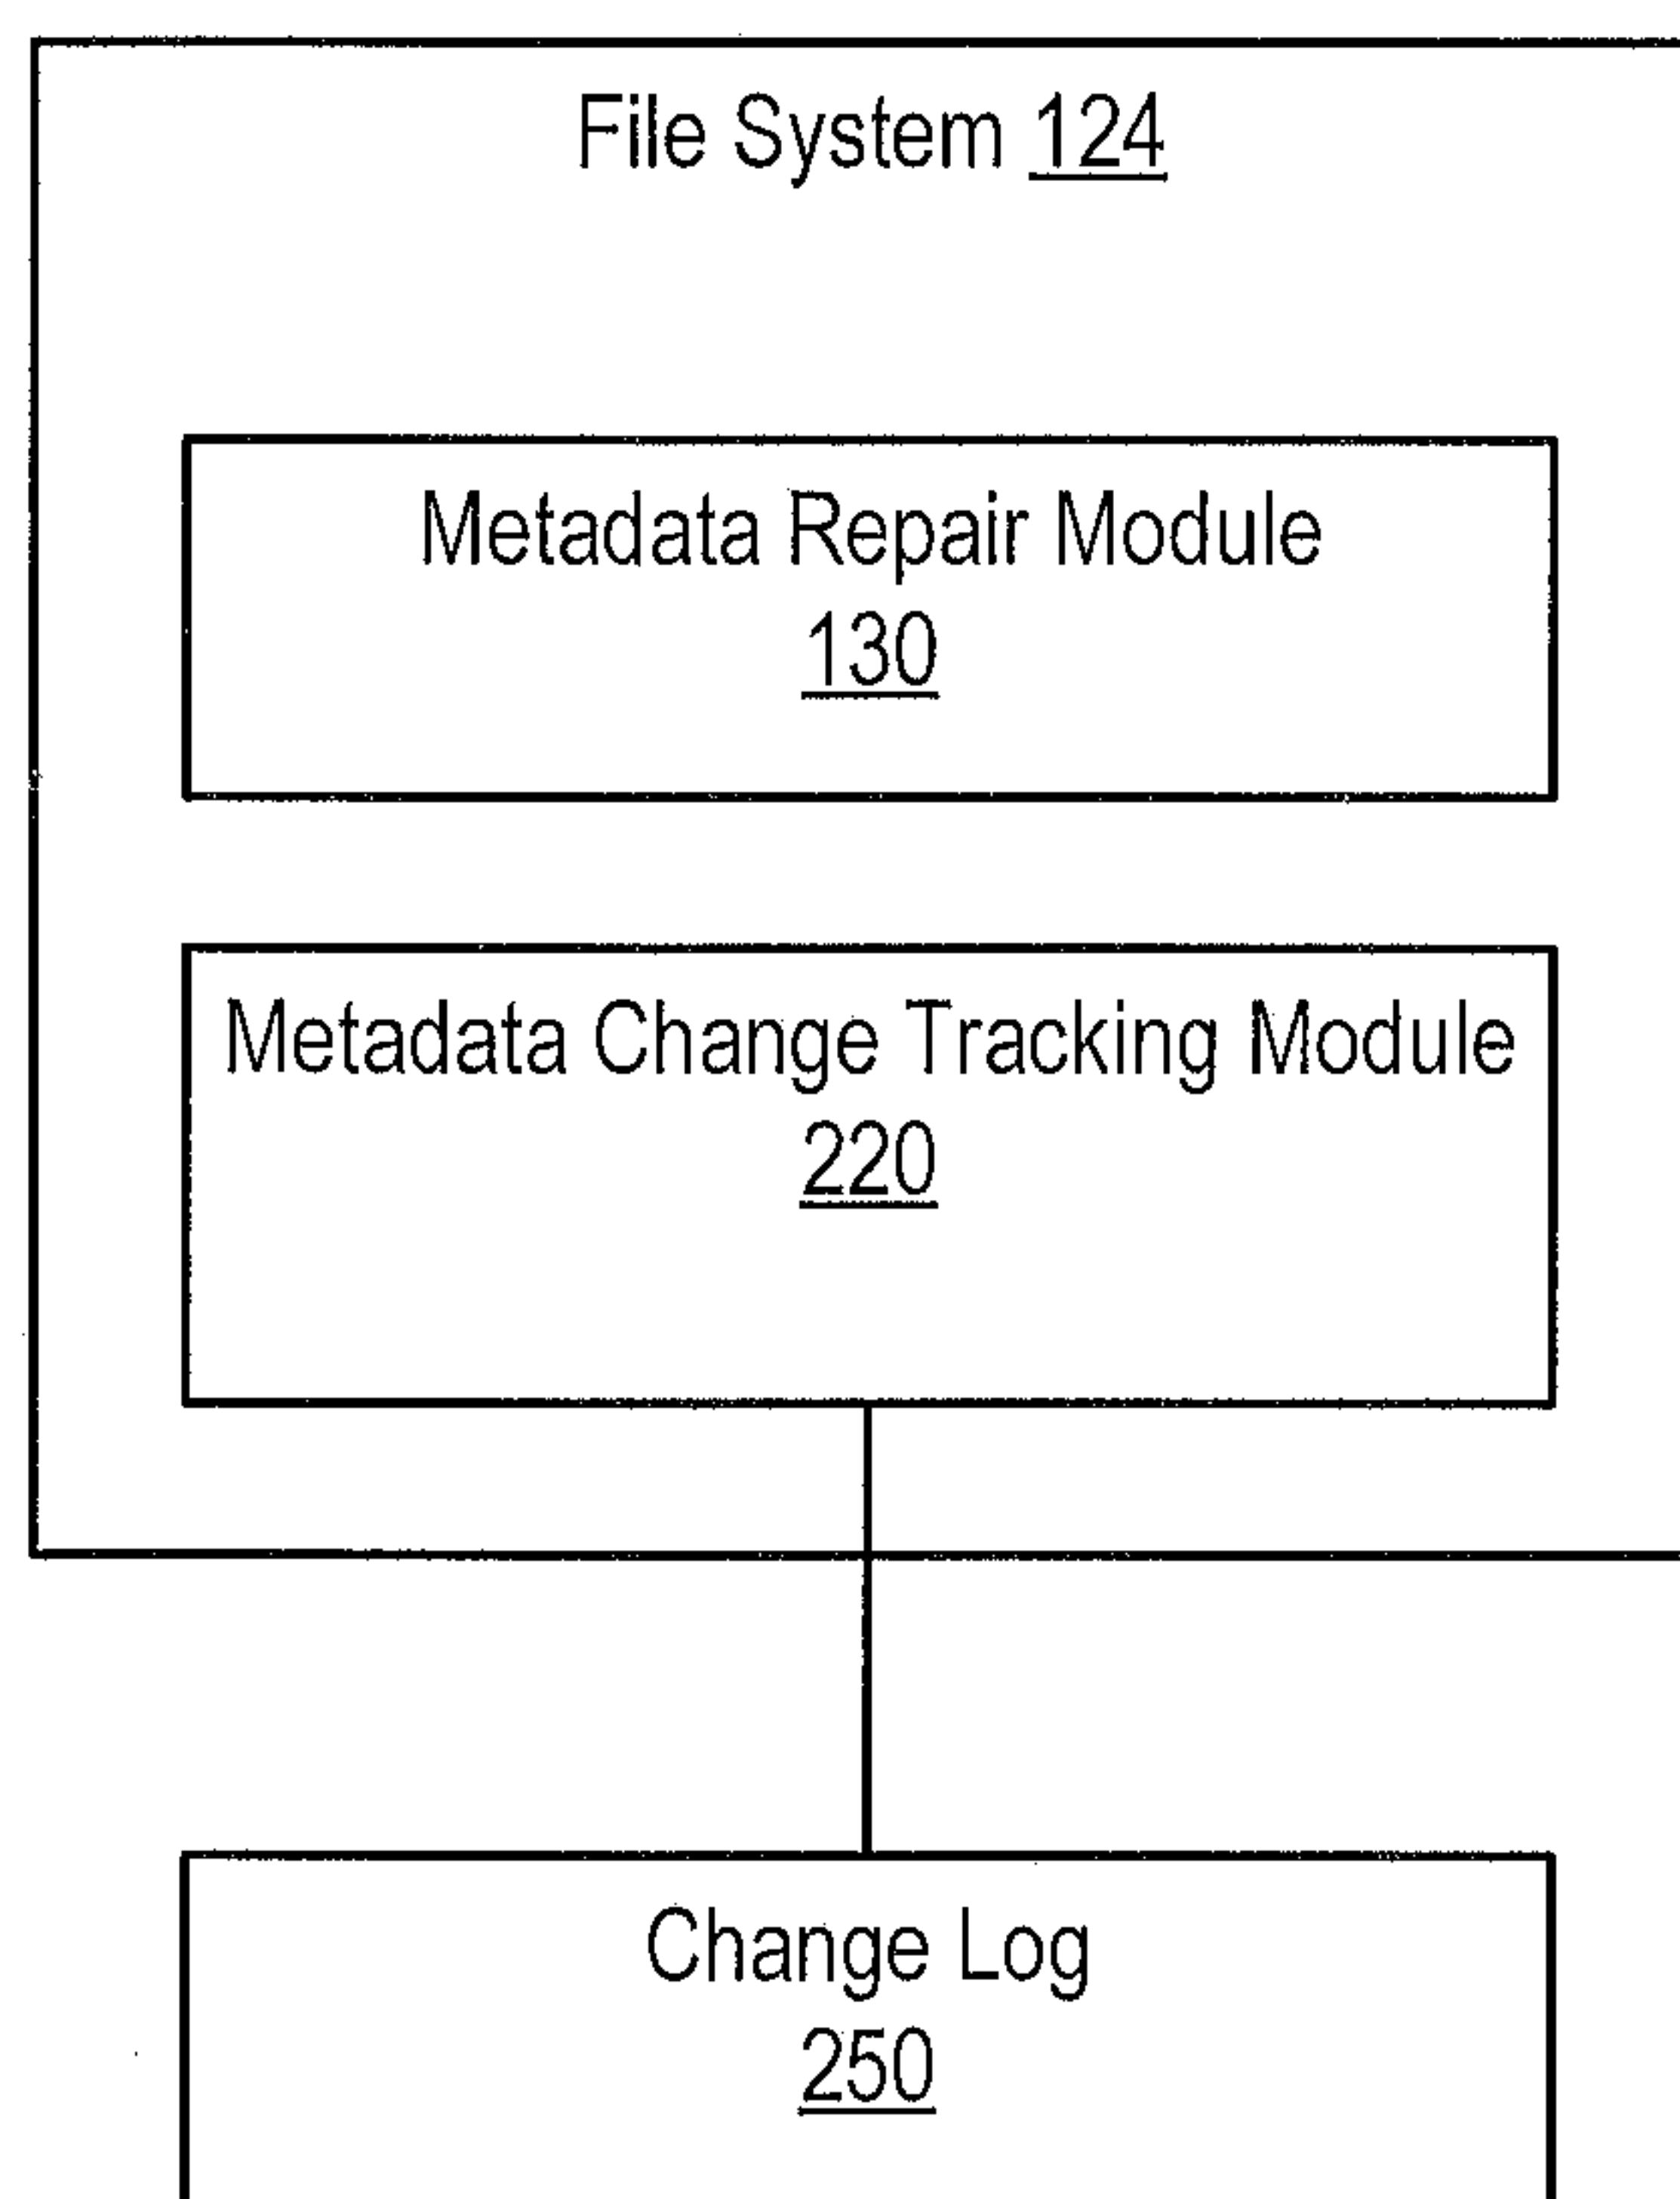 File System 124
Metadata Repair Module
130
Metadata Change Tracking Module
220
Change Log
250